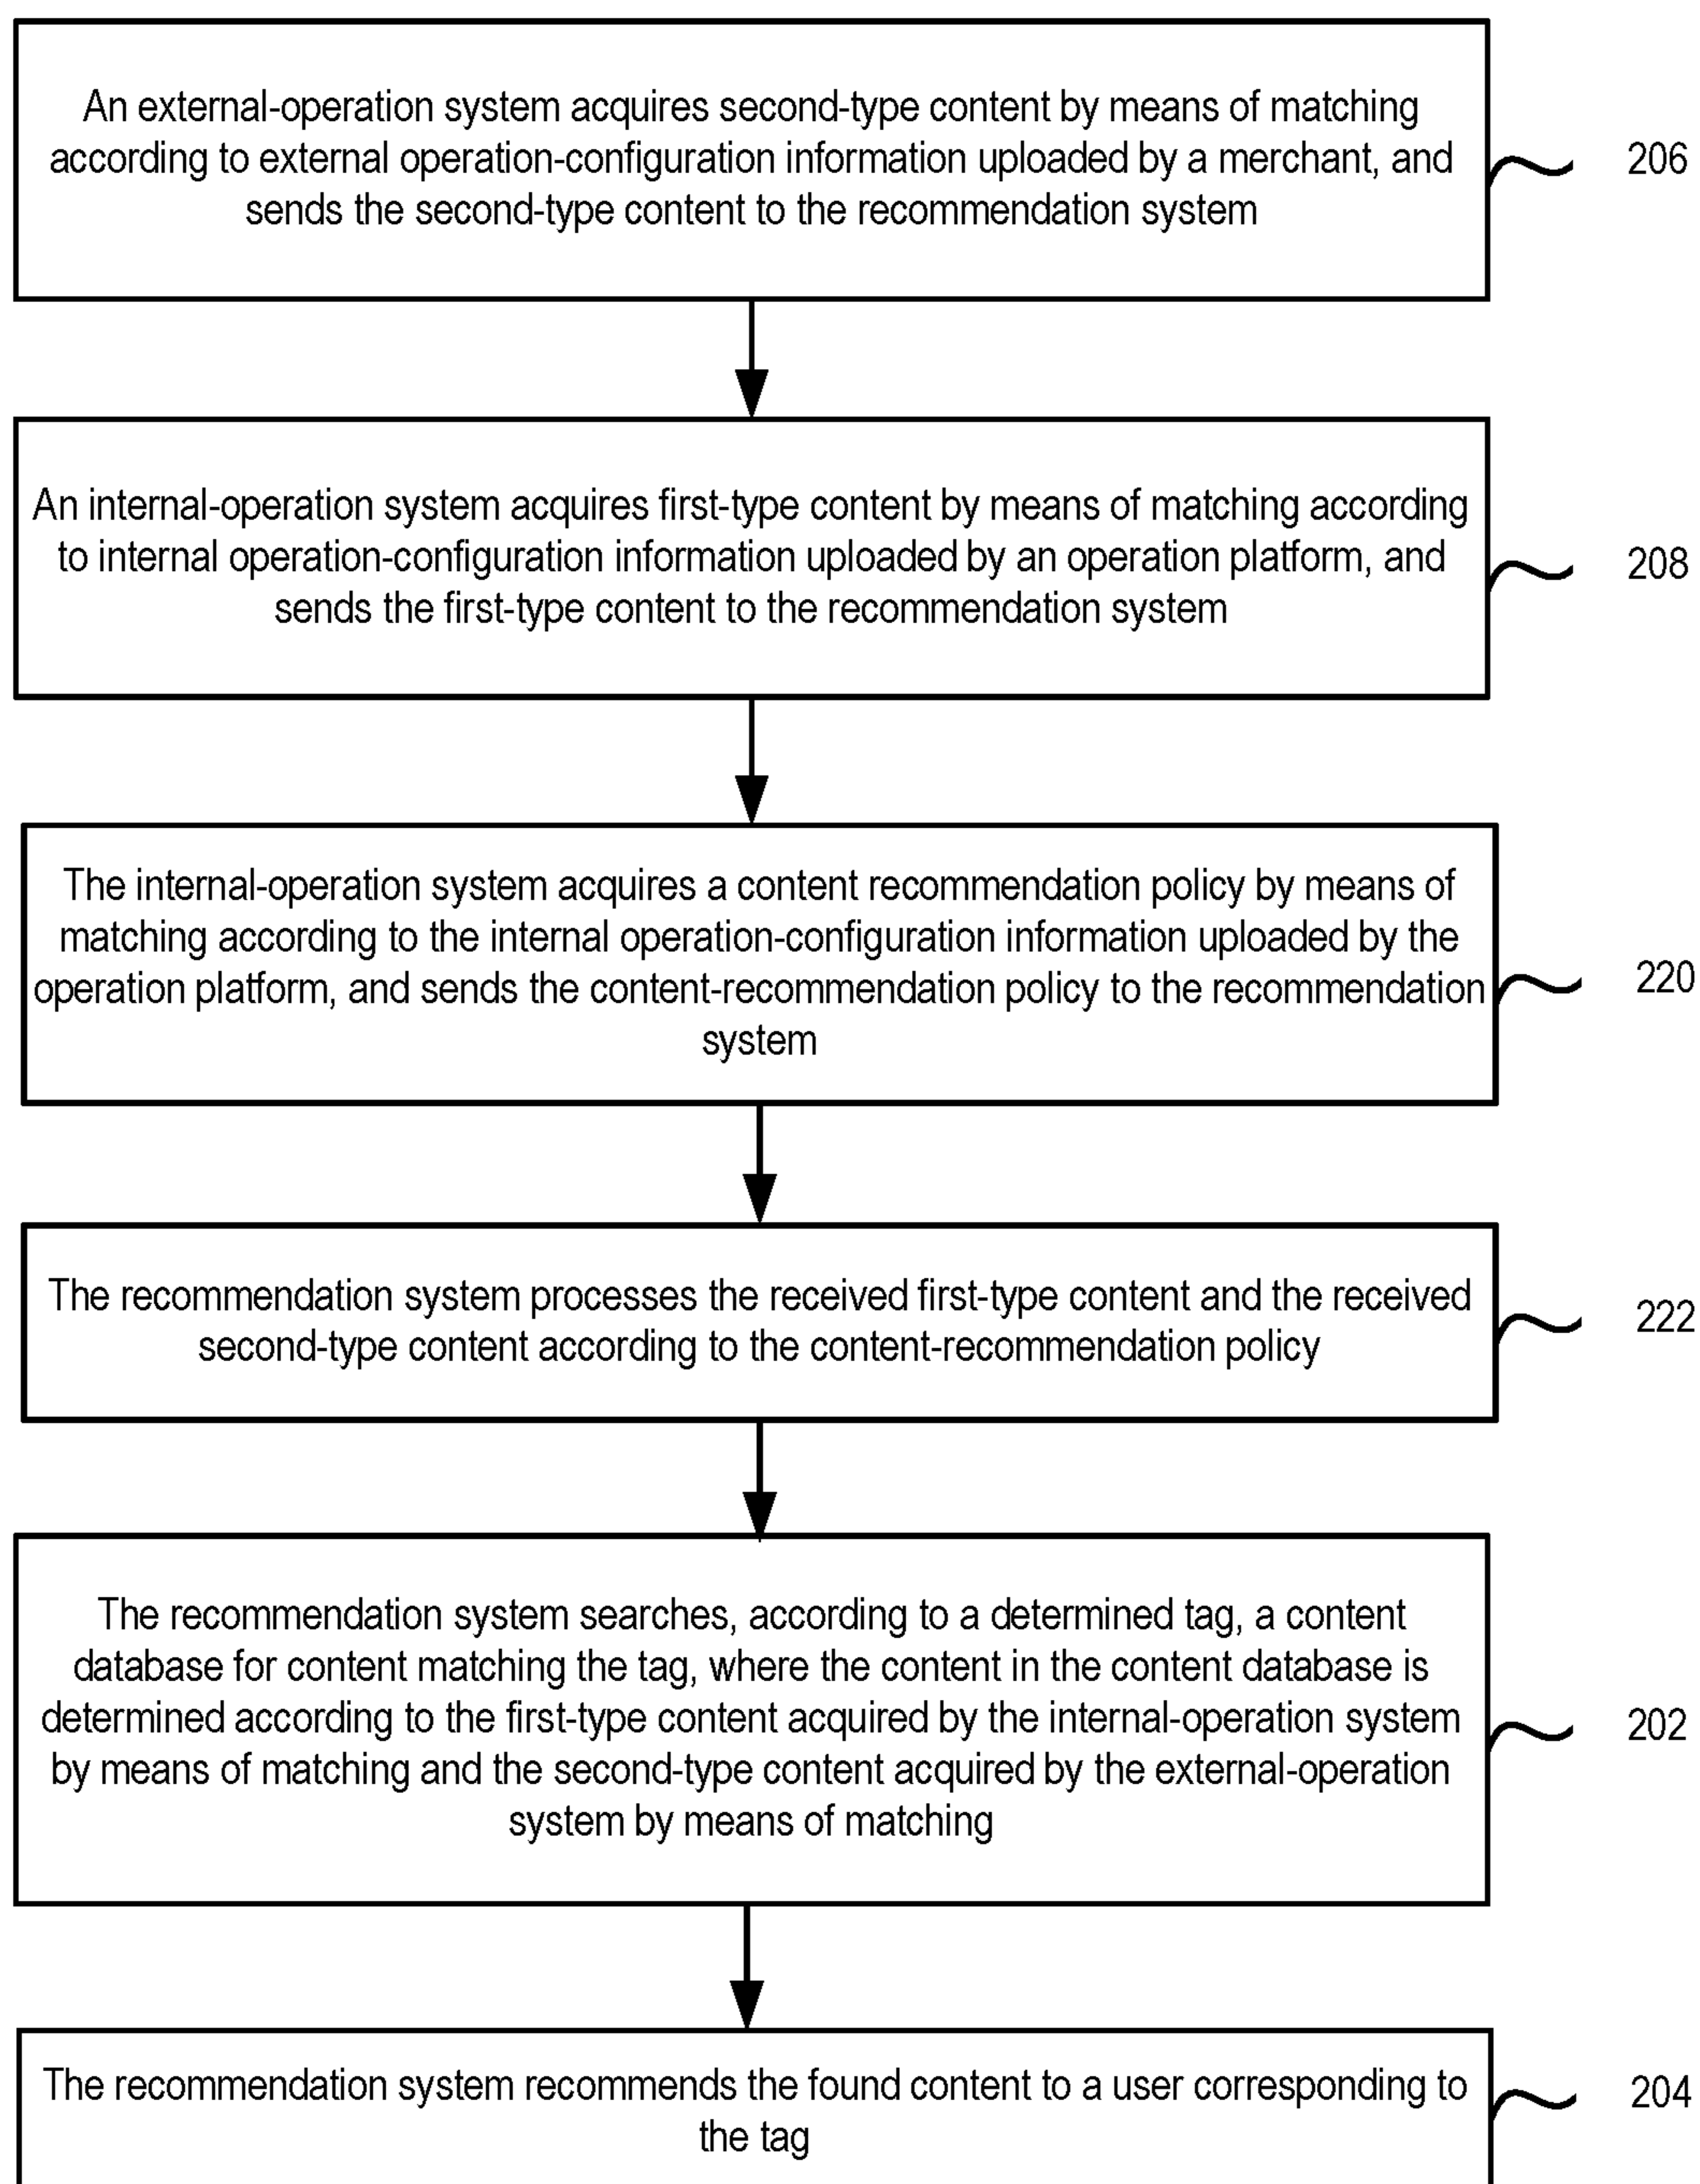 An external-operation system acquires second-type content by means of matching
according to external operation-configuration information uploaded by a merchant, and
sends the second-type content to the recommendation system
206
An internal-operation system acquires first-type content by means of matching according
to internal operation-configuration information uploaded by an operation platform, and
sends the first-type content to the recommendation system
208
The internal-operation system acquires a content recommendation policy by means of
matching according to the internal operation-configuration information uploaded by the
operation platform, and sends the content-recommendation policy to the recommendation
system
220
The recommendation system processes the received first-type content and the received
second-type content according to the content-recommendation policy
222
The recommendation system searches, according to a determined tag, a content
database for content matching the tag, where the content in the content database is
determined according to the first-type content acquired by the internal-operation system
by means of matching and the second-type content acquired by the external-operation
system by means of matching
202
The recommendation system recommends the found content to a user corresponding to
the tag
204